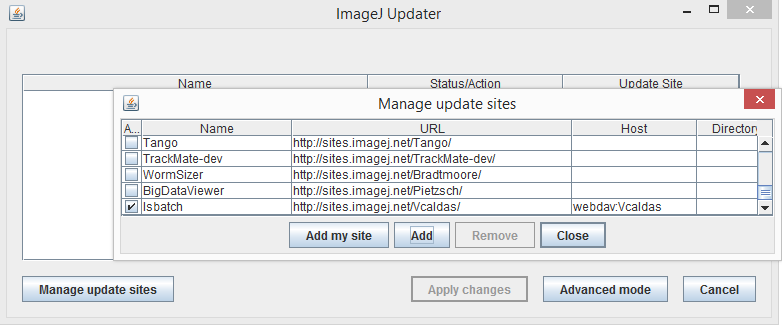 ImageJ Updater
Name Status/Action Update Site
Manage update sites
A... Name URL Host Directory
Tango http://sites.imagej.net/Tango/
TrackMate-dev http://sites.imagej.net/TrackMate-dev/
WormSizer http://sites.imagej.net/Bradtmoore/
BigDataViewer http://sites.imagej.net/Pietzsch/
lsbatch http://sites.imagej.net/Vcaldas/ webdav:Vcaldas
Add my site Add Remove Close
Manage update sites Apply changes Advanced mode Cancel